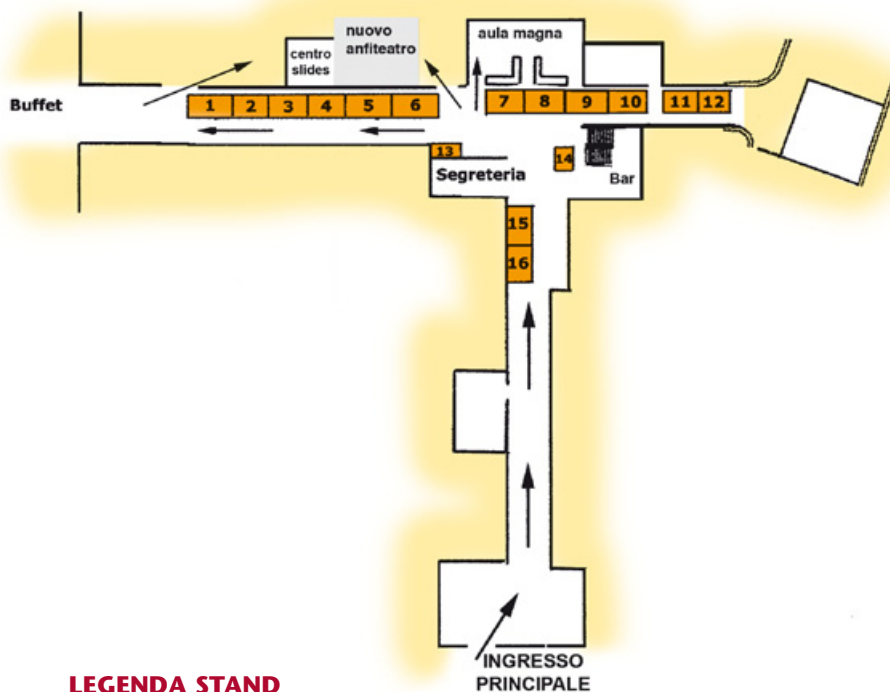 nuovo
anfiteatro
aula magna
centro
slides
Buffet
1 2 3 4 5 6 7 8 9 10 11 12
13
14
Segreteria
Bar
15
16
INGRESSO
PRINCIPALE
LEGENDA STAND